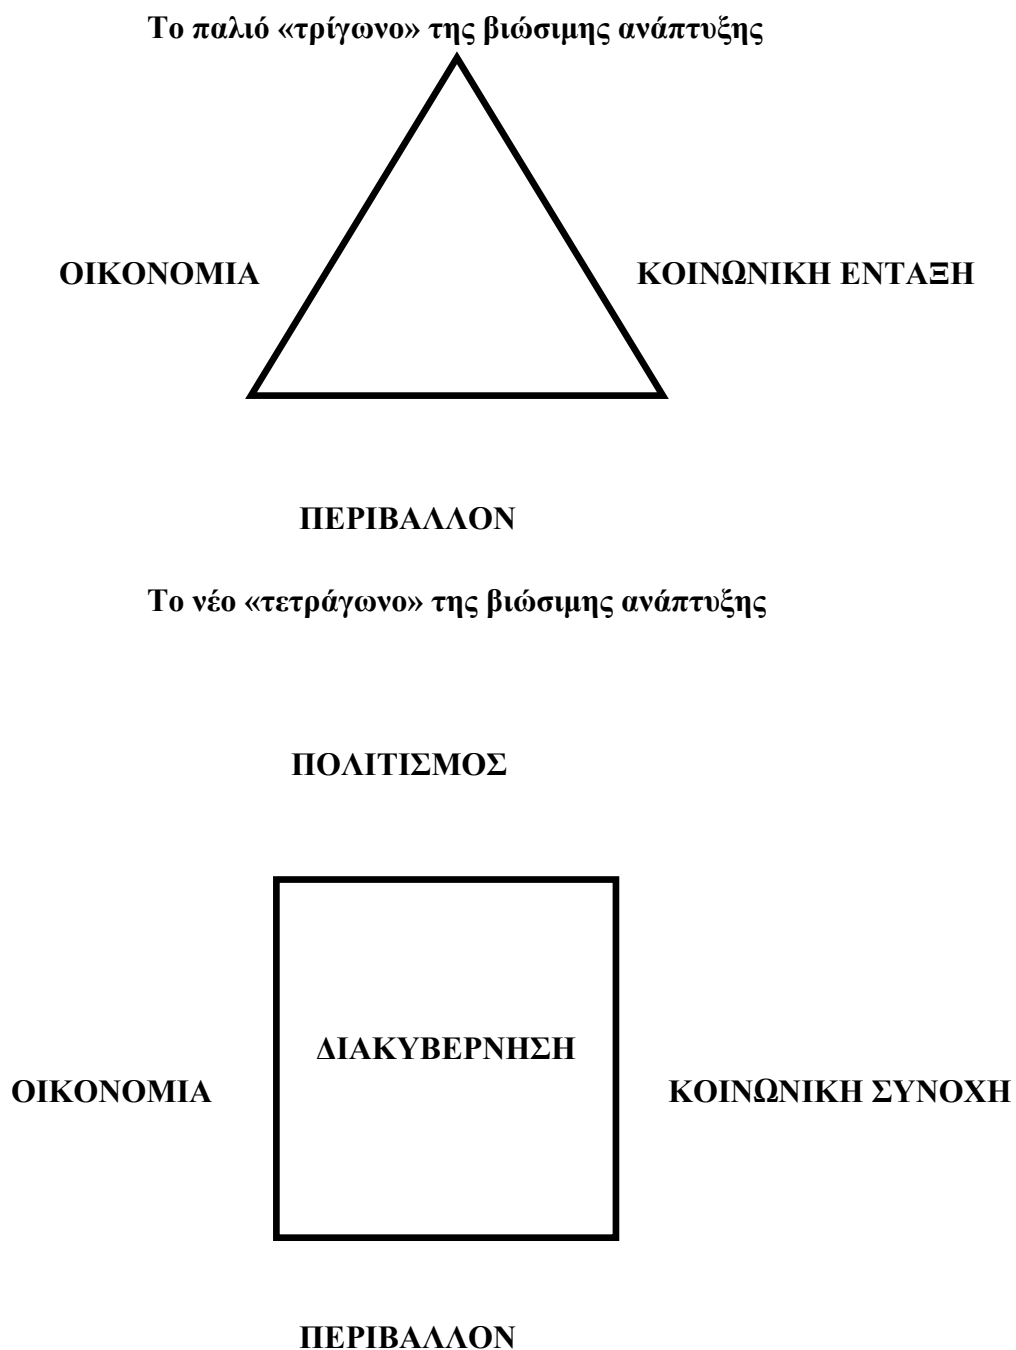 Το παλιό «τρίγωνο» της βιώσιμης ανάπτυξης
ΟΙΚΟΝΟΜΙΑ
ΚΟΙΝΩΝΙΚΗ ΕΝΤΑΞΗ
ΠΕΡΙΒΑΛΛΟΝ
Το νέο «τετράγωνο» της βιώσιμης ανάπτυξης
ΠΟΛΙΤΙΣΜΟΣ
ΔΙΑΚΥΒΕΡΝΗΣΗ
ΟΙΚΟΝΟΜΙΑ
ΚΟΙΝΩΝΙΚΗ ΣΥΝΟΧΗ
ΠΕΡΙΒΑΛΛΟΝ